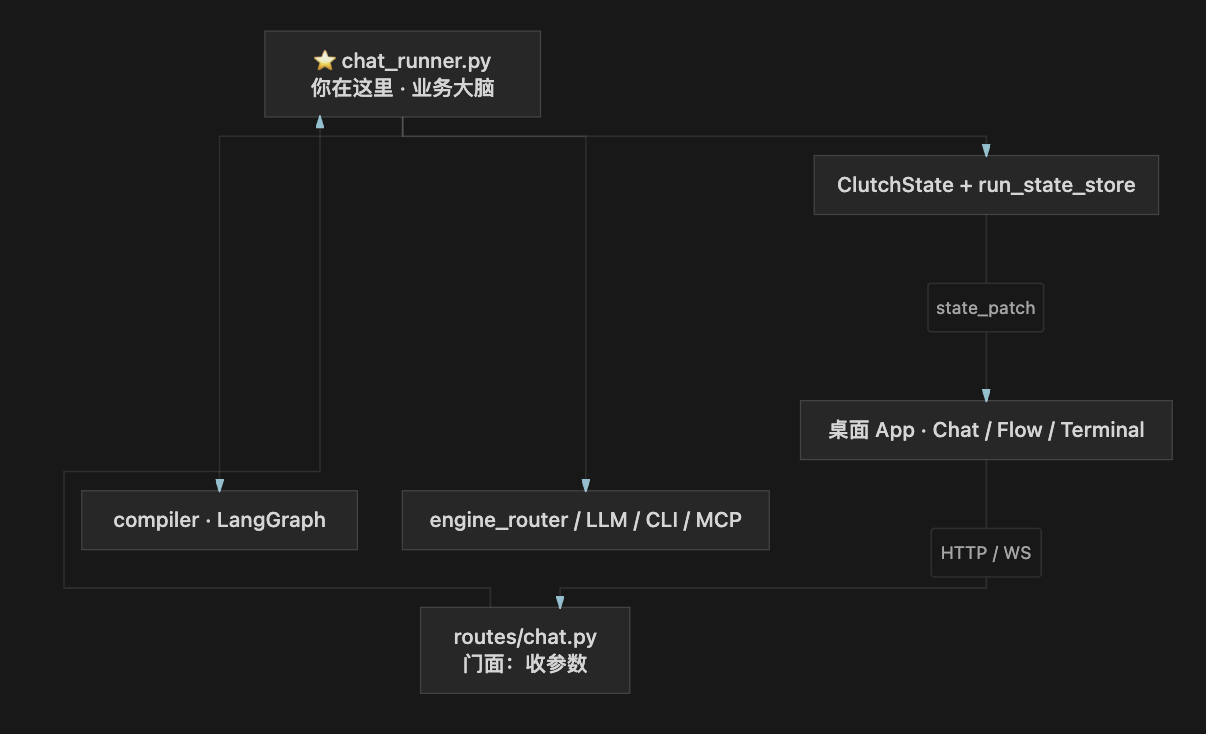 ⭐ chat_runner.py
你在这里 · 业务大脑
ClutchState + run_state_store
state_patch
桌面 App · Chat / Flow / Terminal
compiler · LangGraph
engine_router / LLM / CLI / MCP
HTTP / WS
routes/chat.py
门面：收参数